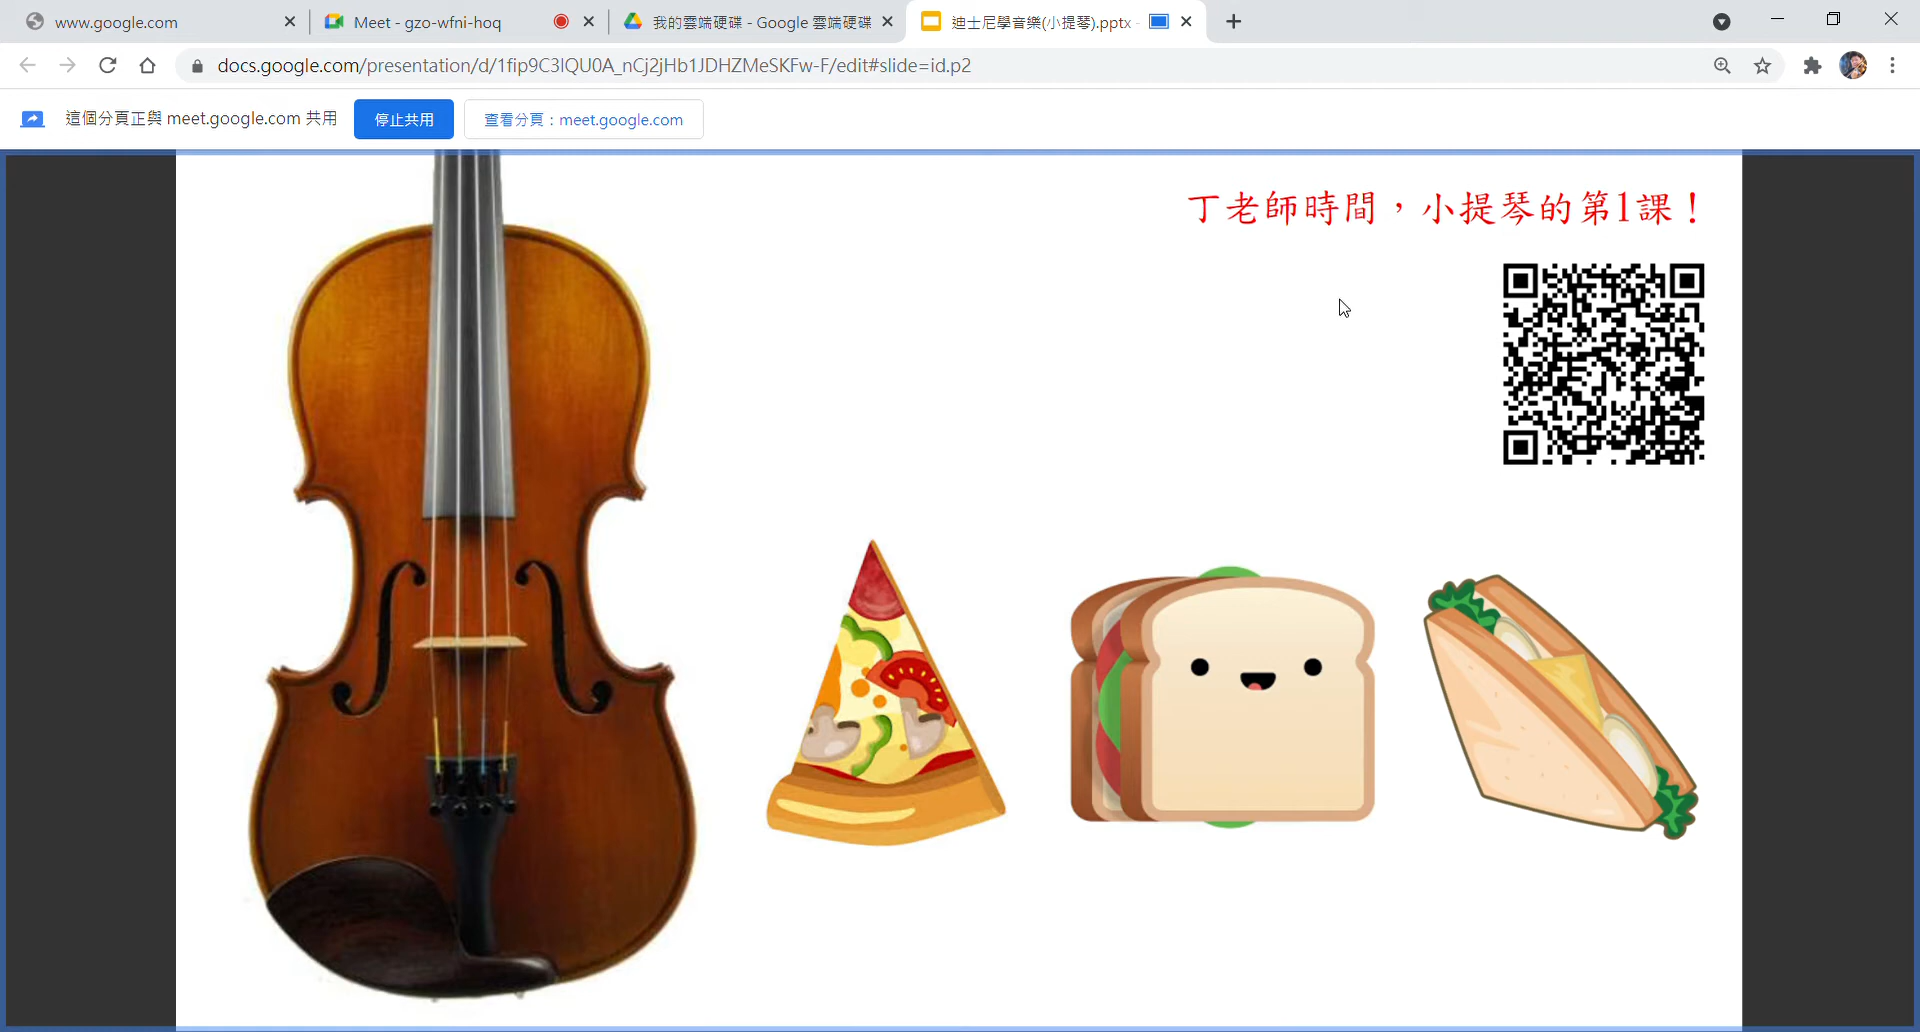 www.google.com
Meet - gzo-wfni-hoq
我的雲端硬碟 - Google 雲端硬碟
迪士尼學音樂(小提琴).pptx -
docs.google.com/presentation/d/1fip9C3lQU0A_nCj2jHb1JDHZMeSKFw-F/edit#slide=id.p2
這個分頁正與 meet.google.com 共用
停止共用
查看分頁：meet.google.com
丁老師時間，小提琴的第1課！